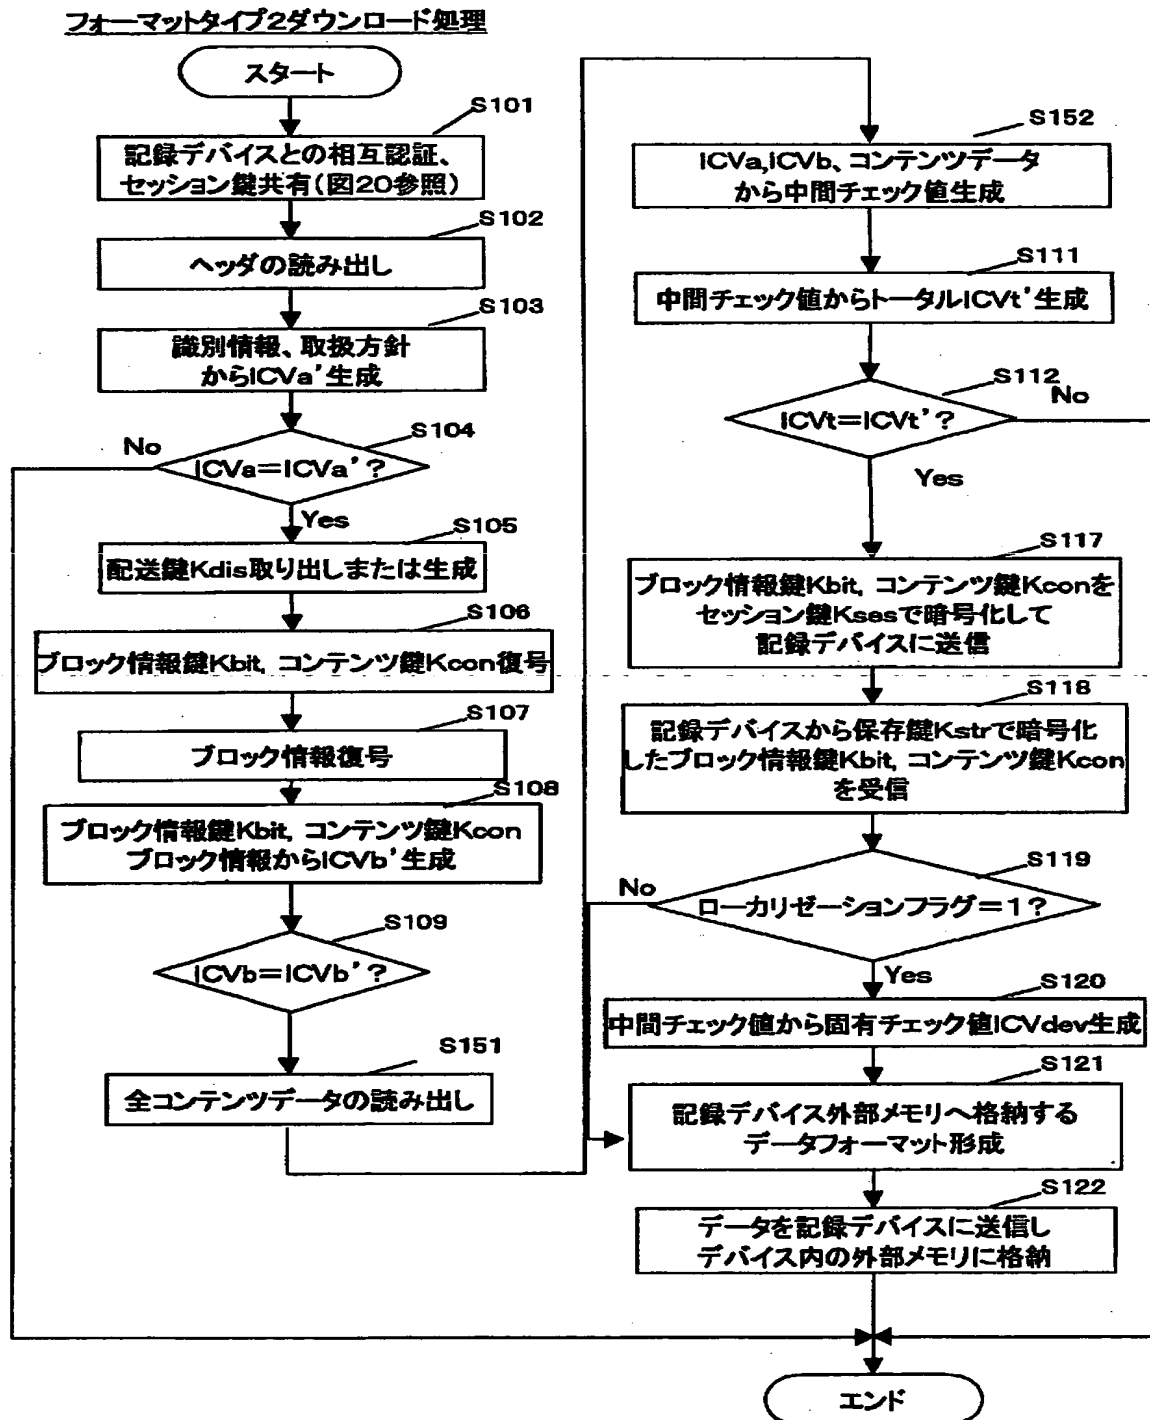 フォーマットタイプ2ダウンロード処理
スタート
S101
記録デバイスとの相互認証、
セッション鍵共有(図20参照)
S102
ヘッダの読み出し
S103
識別情報、取扱方針
からICVa'生成
S104
No
ICVa=ICVa'?
Yes
S105
配送鍵Kdis取り出しまたは生成
S106
ブロック情報鍵Kbit, コンテンツ鍵Kcon復号
S107
ブロック情報復号
S108
ブロック情報鍵Kbit, コンテンツ鍵Kcon
ブロック情報からICVb'生成
S109
ICVb=ICVb'?
S151
全コンテンツデータの読み出し
S152
ICVa,ICVb、コンテンツデータ
から中間チェック値生成
S111
中間チェック値からトータルICVt'生成
S112
No
ICVt=ICVt'?
Yes
S117
ブロック情報鍵Kbit, コンテンツ鍵Kconを
セッション鍵Ksesで暗号化して
記録デバイスに送信
S118
記録デバイスから保存鍵Kstrで暗号化
したブロック情報鍵Kbit, コンテンツ鍵Kcon
を受信
S119
No
ローカリゼーションフラグ=1?
Yes
S120
中間チェック値から固有チェック値ICVdev生成
S121
記録デバイス外部メモリへ格納する
データフォーマット形成
S122
データを記録デバイスに送信し
デバイス内の外部メモリに格納
エンド